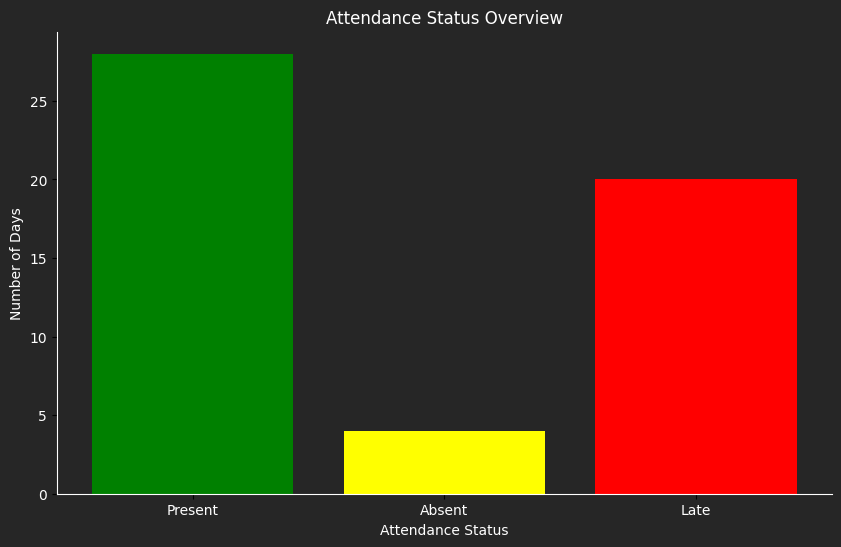 Attendance Status Overview
Number of Days
25
20
15
10
5
0
Present Absent Late
Attendance Status